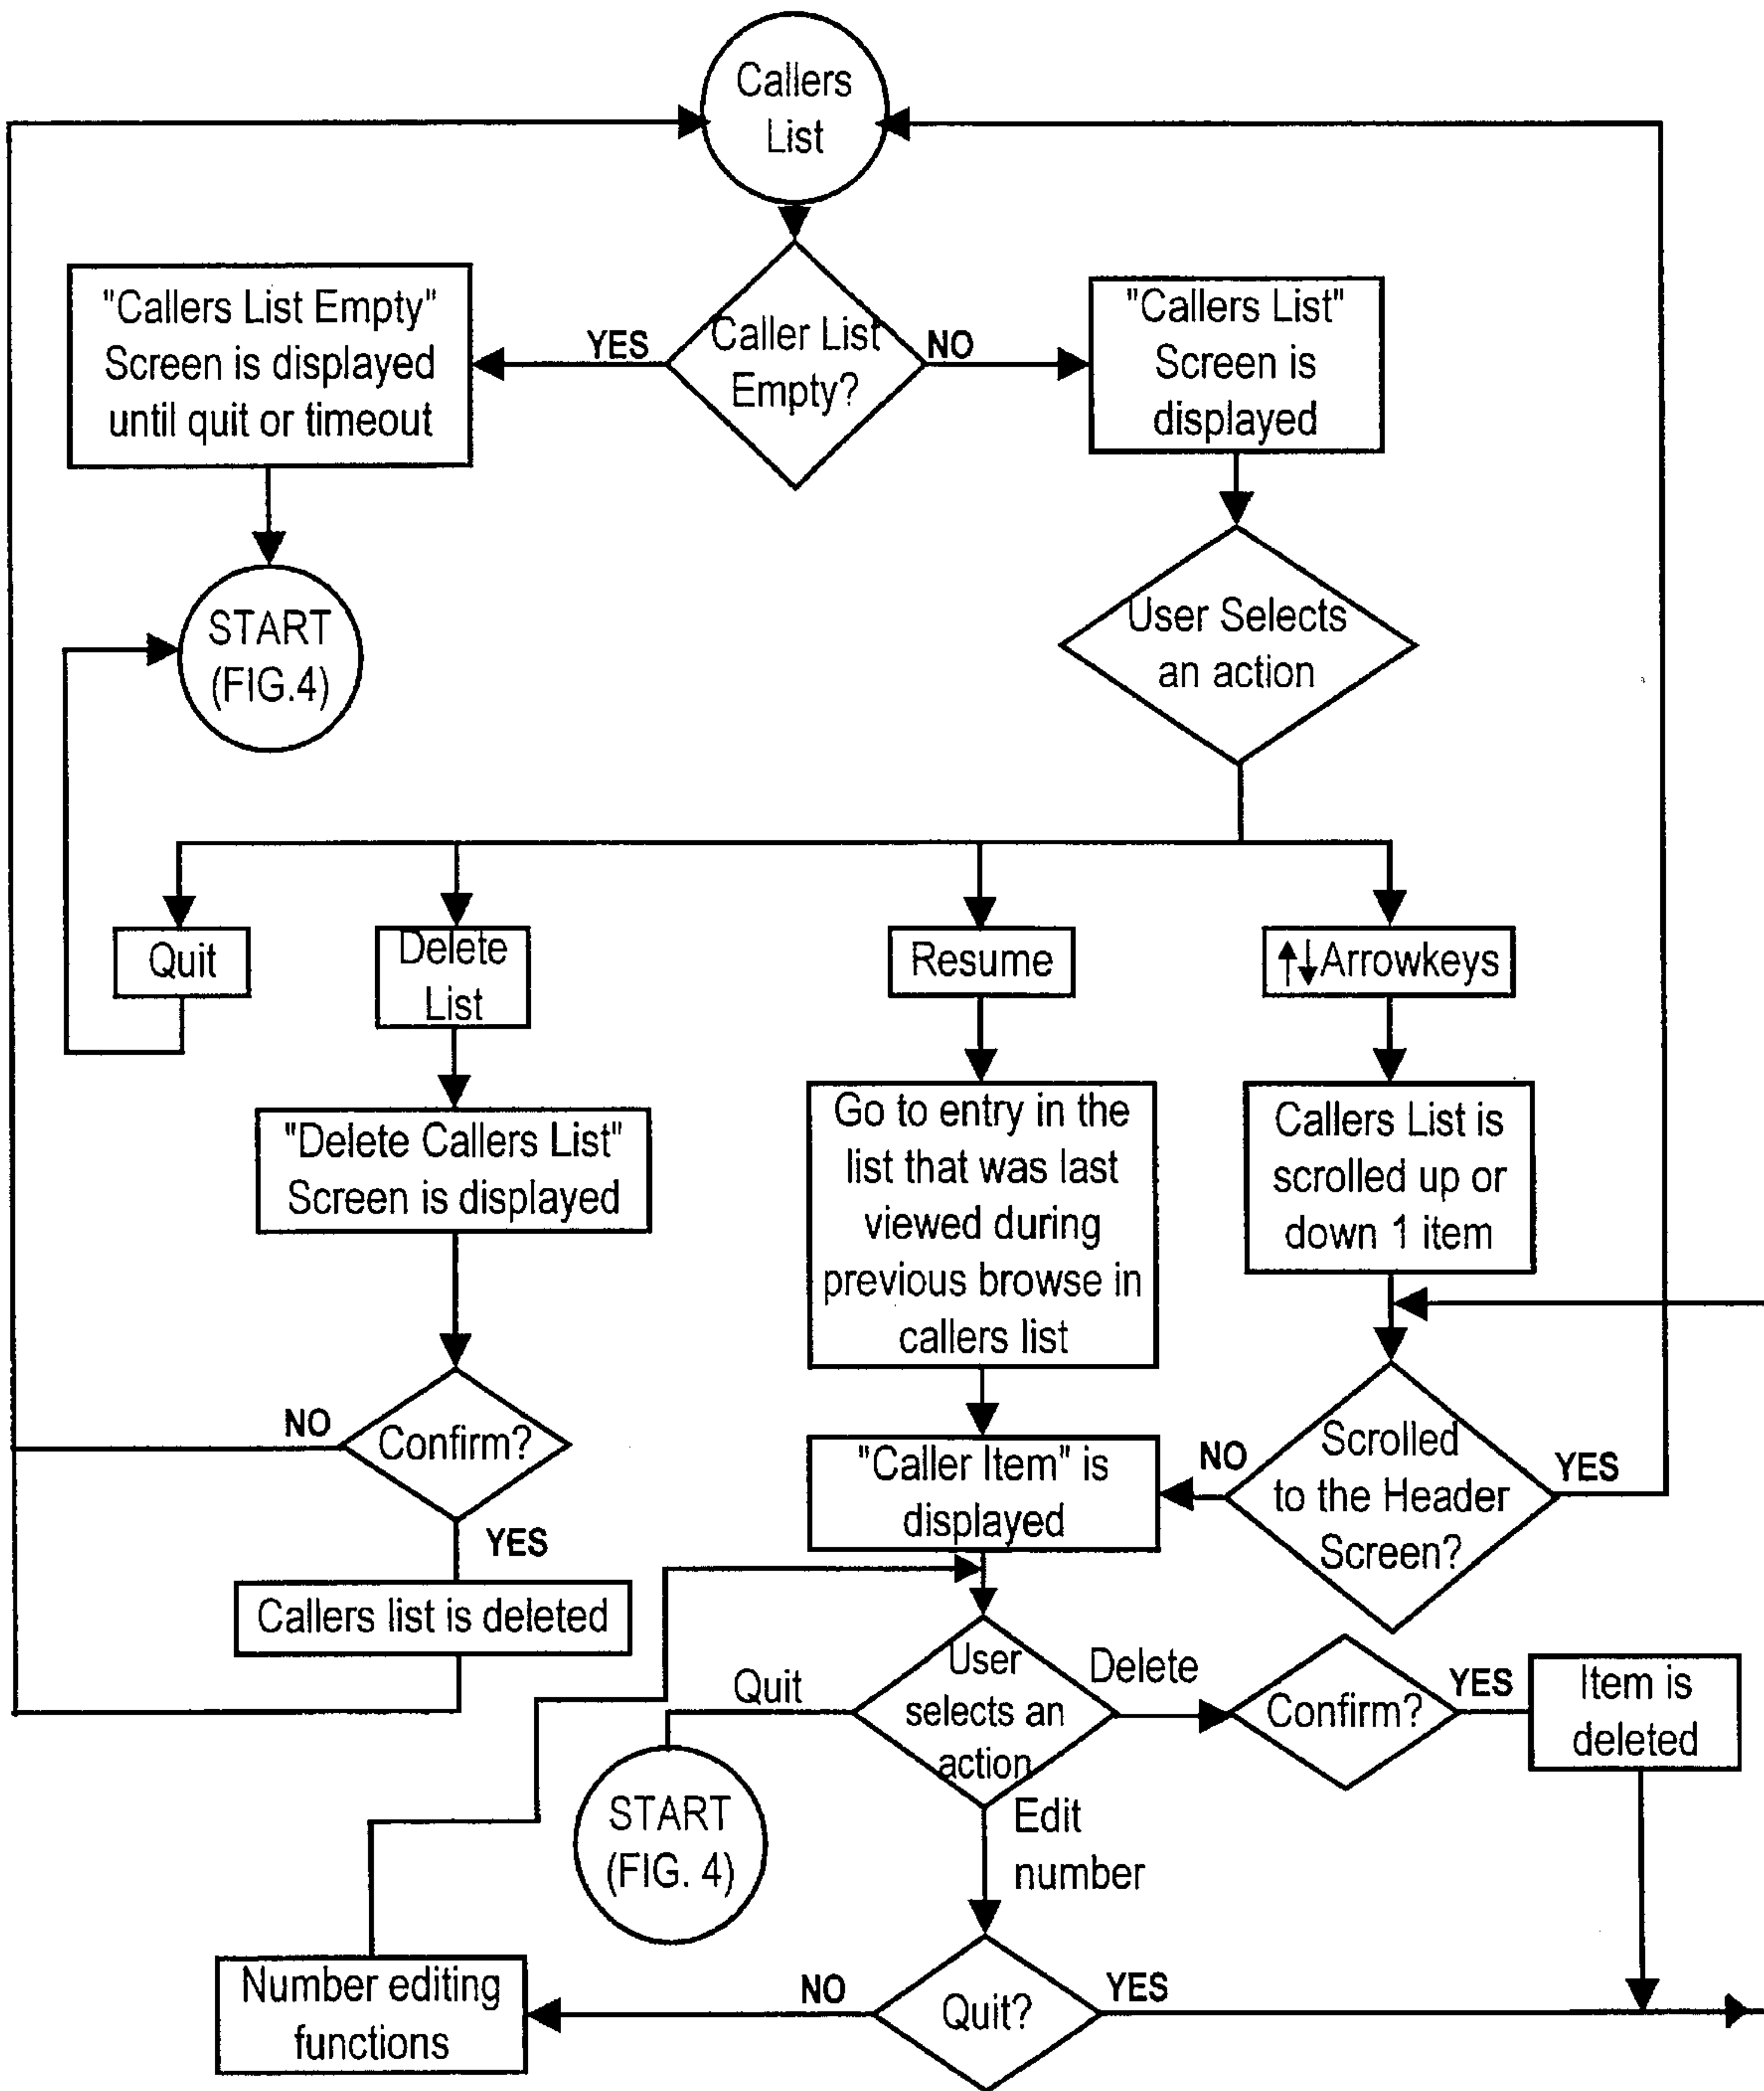 Callers
List
"Callers List Empty"
Screen is displayed
until quit or timeout
YES
Caller List
Empty?
NO
"Callers List"
Screen is
displayed
START
(FIG.4)
User Selects
an action
Quit
Delete
List
Resume
↑↓Arrowkeys
"Delete Callers List"
Screen is displayed
Go to entry in the
list that was last
viewed during
previous browse in
callers list
Callers List is
scrolled up or
down 1 item
NO
Confirm?
YES
Callers list is deleted
"Caller Item" is
displayed
NO
Scrolled
to the Header
Screen?
YES
Quit
User
selects an
action
Delete
Confirm?
YES
Item is
deleted
START
(FIG. 4)
Edit
number
Number editing
functions
NO
Quit?
YES